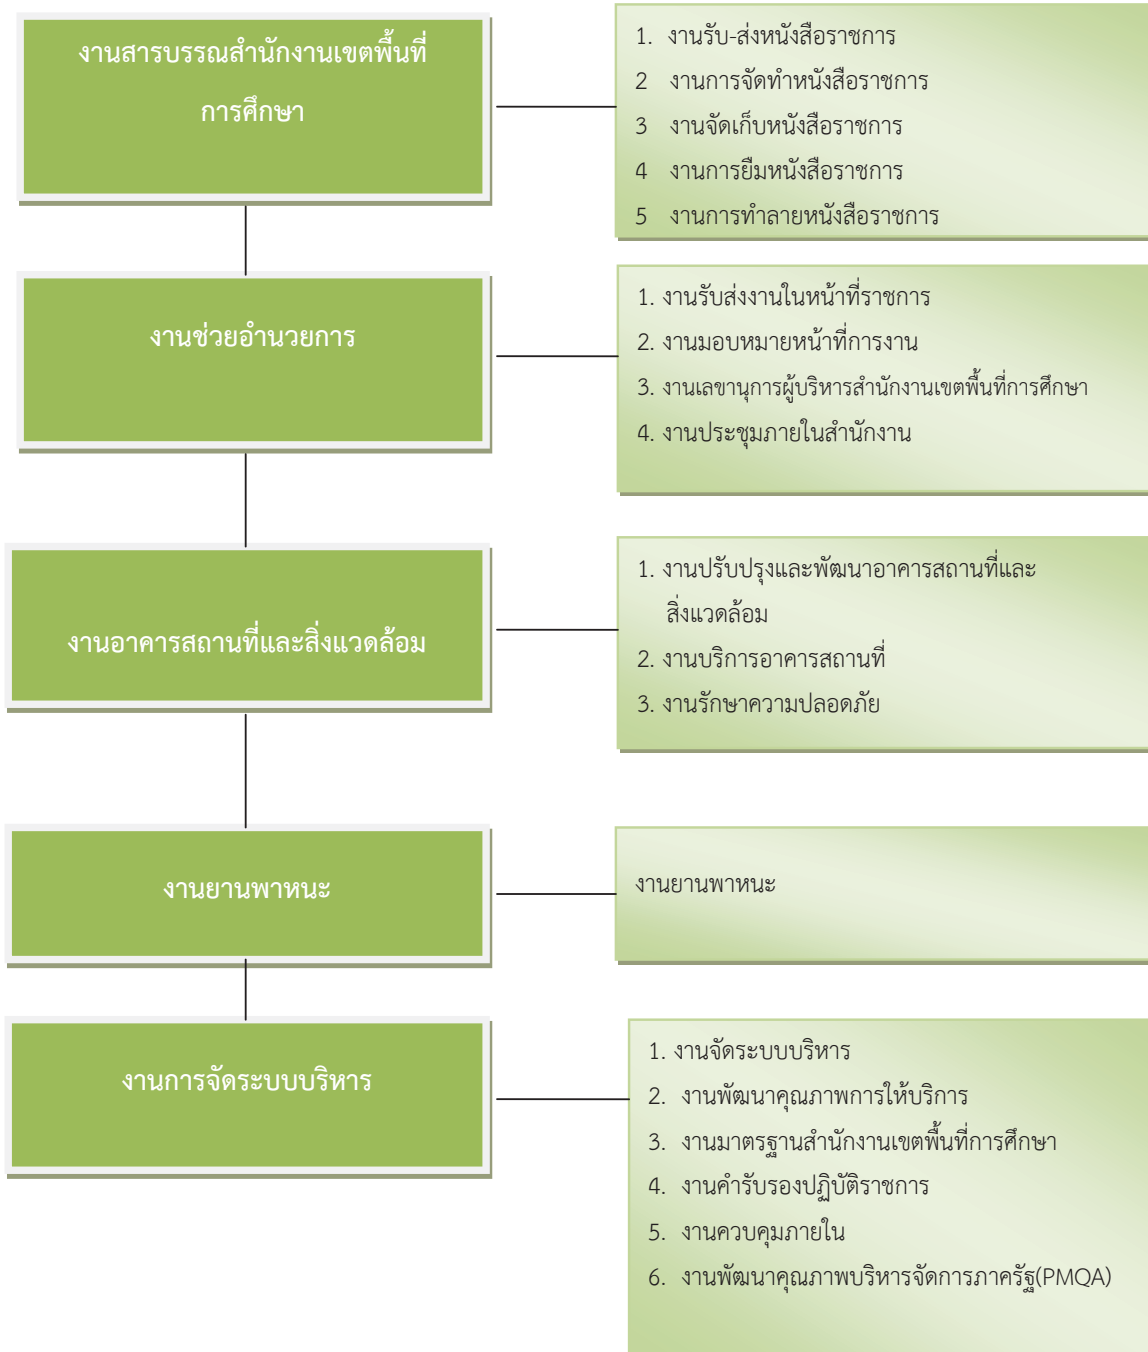 งานสารบรรณสำนักงานเขตพื้นที่
การศึกษา
1. งานรับ-ส่งหนังสือราชการ
2 งานการจัดทำหนังสือราชการ
3 งานจัดเก็บหนังสือราชการ
4 งานการยืมหนังสือราชการ
5 งานการทำลายหนังสือราชการ
งานช่วยอำนวยการ
1. งานรับส่งงานในหน้าที่ราชการ
2. งานมอบหมายหน้าที่การงาน
3. งานเลขานุการผู้บริหารสำนักงานเขตพื้นที่การศึกษา
4. งานประชุมภายในสำนักงาน
งานอาคารสถานที่และสิ่งแวดล้อม
1. งานปรับปรุงและพัฒนาอาคารสถานที่และ
สิ่งแวดล้อม
2. งานบริการอาคารสถานที่
3. งานรักษาความปลอดภัย
งานยานพาหนะ
งานยานพาหนะ
งานการจัดระบบบริหาร
1. งานจัดระบบบริหาร
2. งานพัฒนาคุณภาพการให้บริการ
3. งานมาตรฐานสำนักงานเขตพื้นที่การศึกษา
4. งานคำรับรองปฏิบัติราชการ
5. งานควบคุมภายใน
6. งานพัฒนาคุณภาพบริหารจัดการภาครัฐ(PMQA)